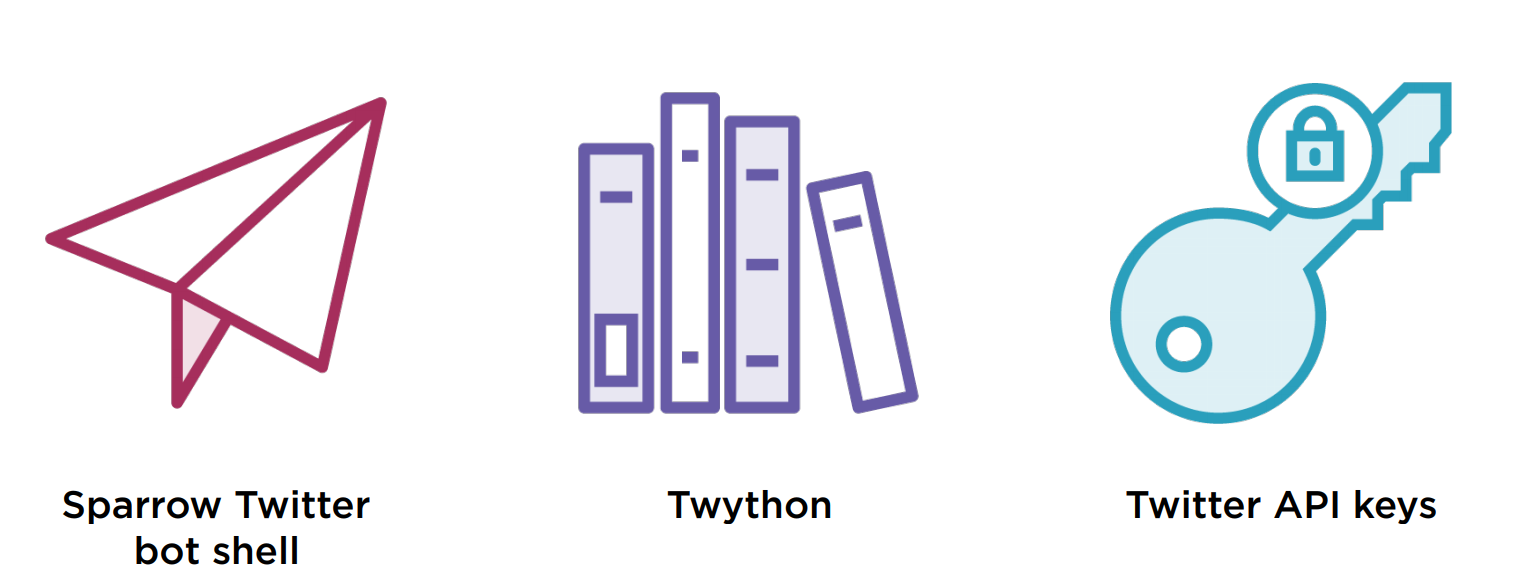 Sparrow Twitter
bot shell
Twython
Twitter API keys